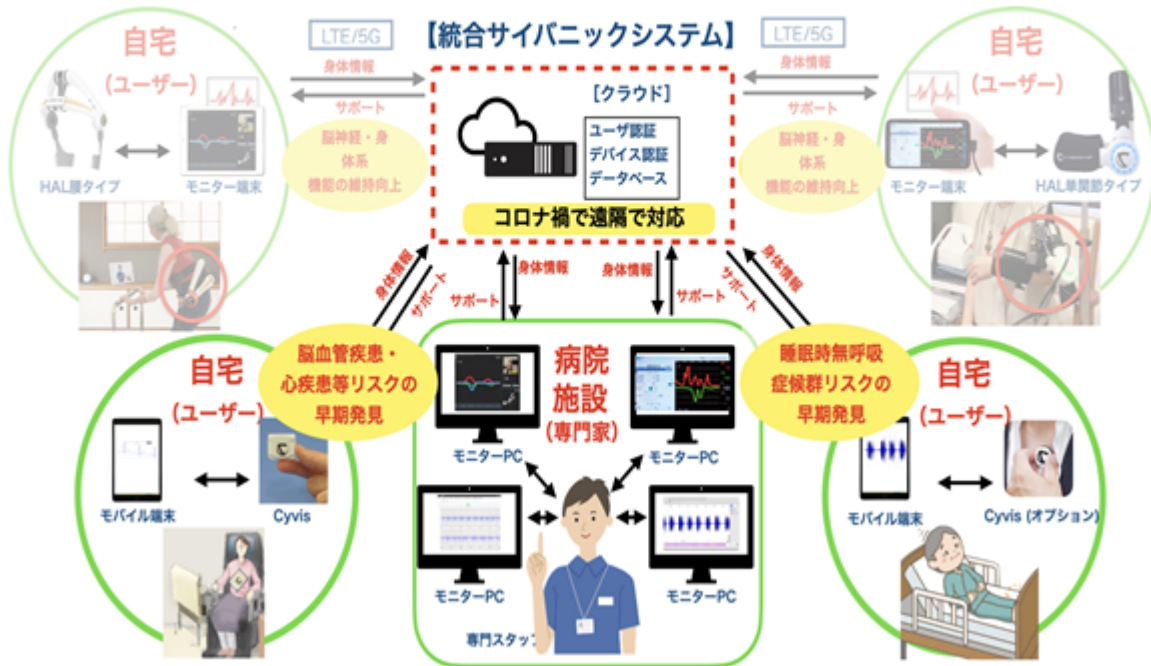 【統合サイバニックシステム】
LTE/5G
LTE/5G
自宅
(ユーザー)
HAL腰タイプ
モニター端末
身体情報
サポート
脳神経・身
体系
機能の維持向上
[クラウド]
ユーザ認証
デバイス認証
データベース
コロナ禍で遠隔で対応
身体情報
サポート
脳神経・身
体系
機能の維持向上
自宅
(ユーザー)
モニター端末
HAL単関節タイプ
身体情報
サポート
サポート
身体情報
身体情報
サポート
サポート
身体情報
自宅
(ユーザー)
モバイル端末
Cyvis
脳血管疾患・
心疾患等リスクの
早期発見
病院
施設
(専門家)
モニターPC
モニターPC
モニターPC
モニターPC
専門スタッフ
睡眠時無呼吸
症候群リスクの
早期発見
自宅
(ユーザー)
モバイル端末
Cyvis (オプション)